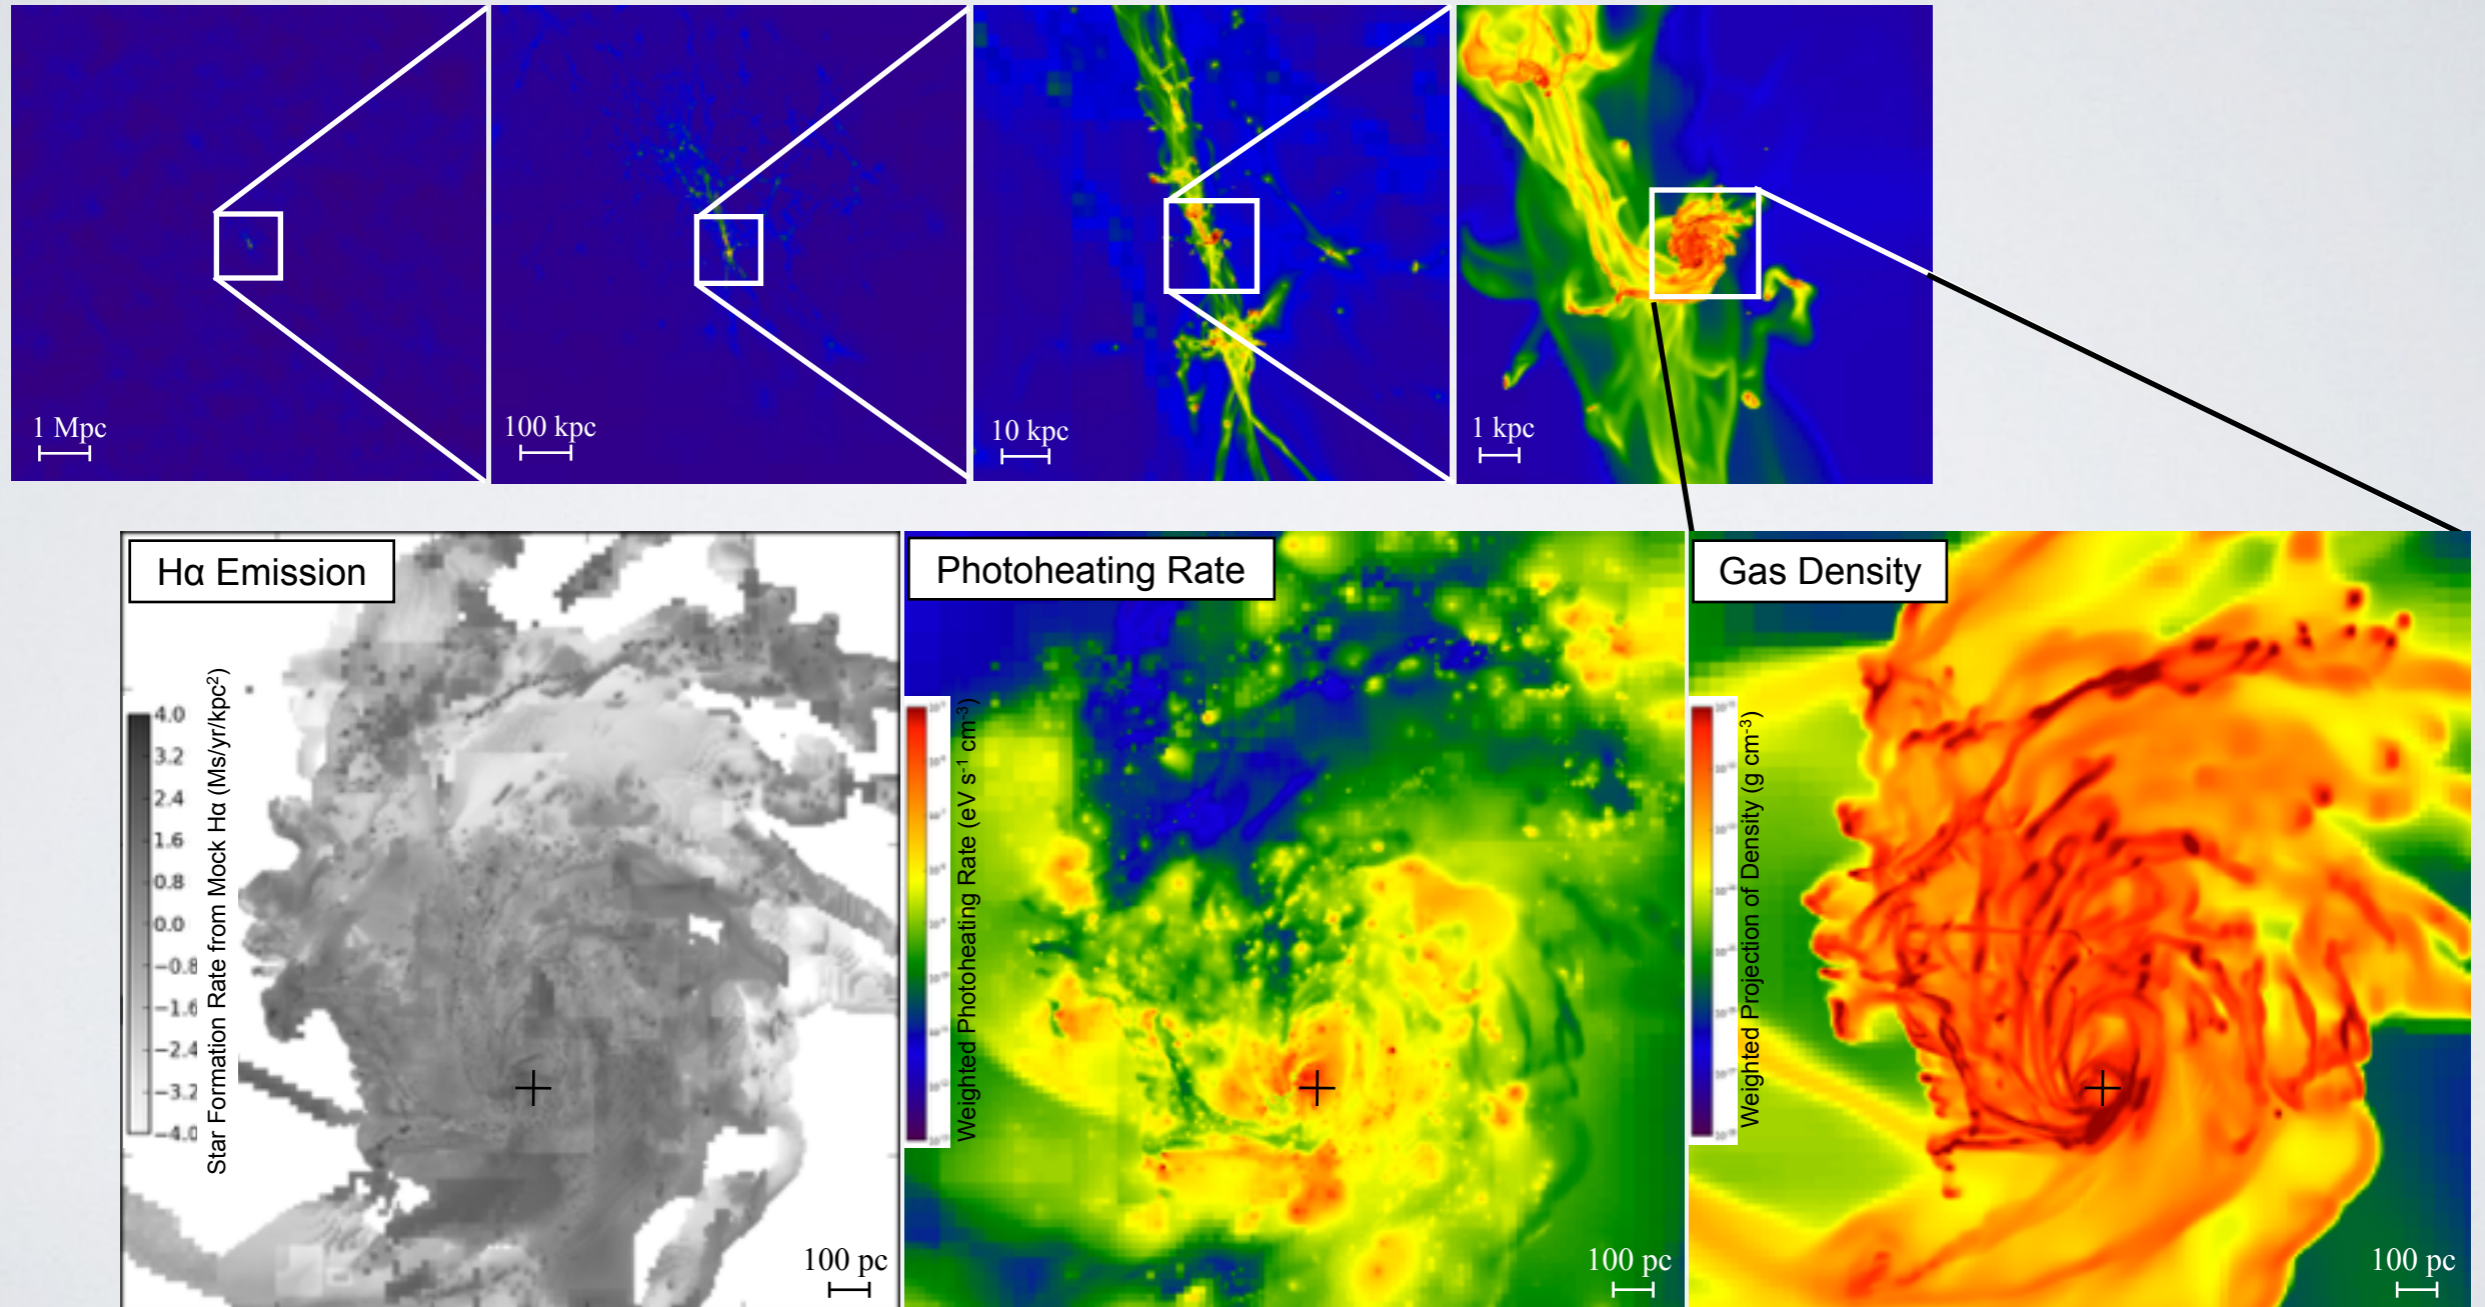 1 Mpc
100 kpc
10 kpc
1 kpc
Hα Emission
Photoheating Rate
Gas Density
4.0
3.2
2.4
1.6
0.8
0.0
−0.8
−1.6
−2.4
−3.2
−4.0
Star Formation Rate from Mock Hα (Ms/yr/kpc²)
Weighted Photoheating Rate (eV s⁻¹ cm⁻³)
Weighted Projection of Density (g cm⁻³)
100 pc
100 pc
100 pc